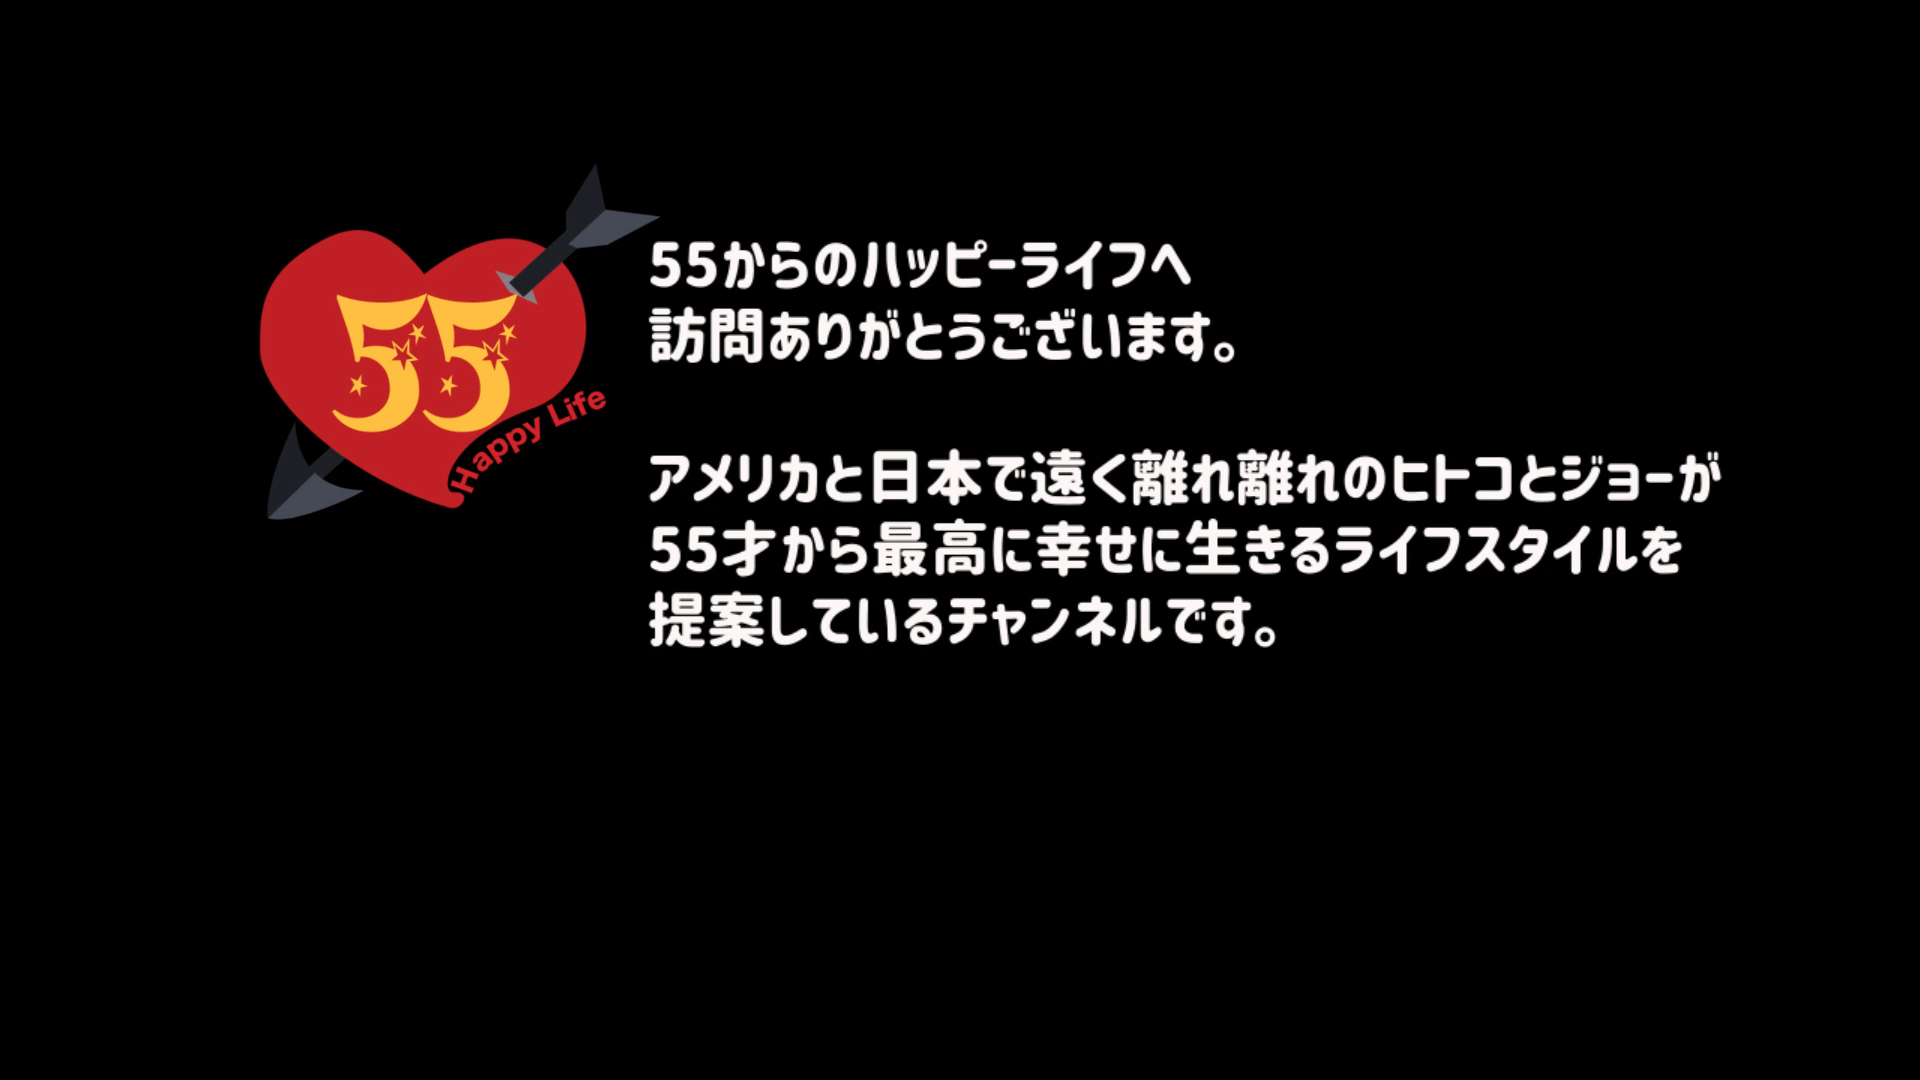 55
Happy Life
55からのハッピーライフへ
訪問ありがとうございます。
アメリカと日本で遠く離れ離れのヒトコとジョーが
55才から最高に幸せに生きるライフスタイルを
提案しているチャンネルです。